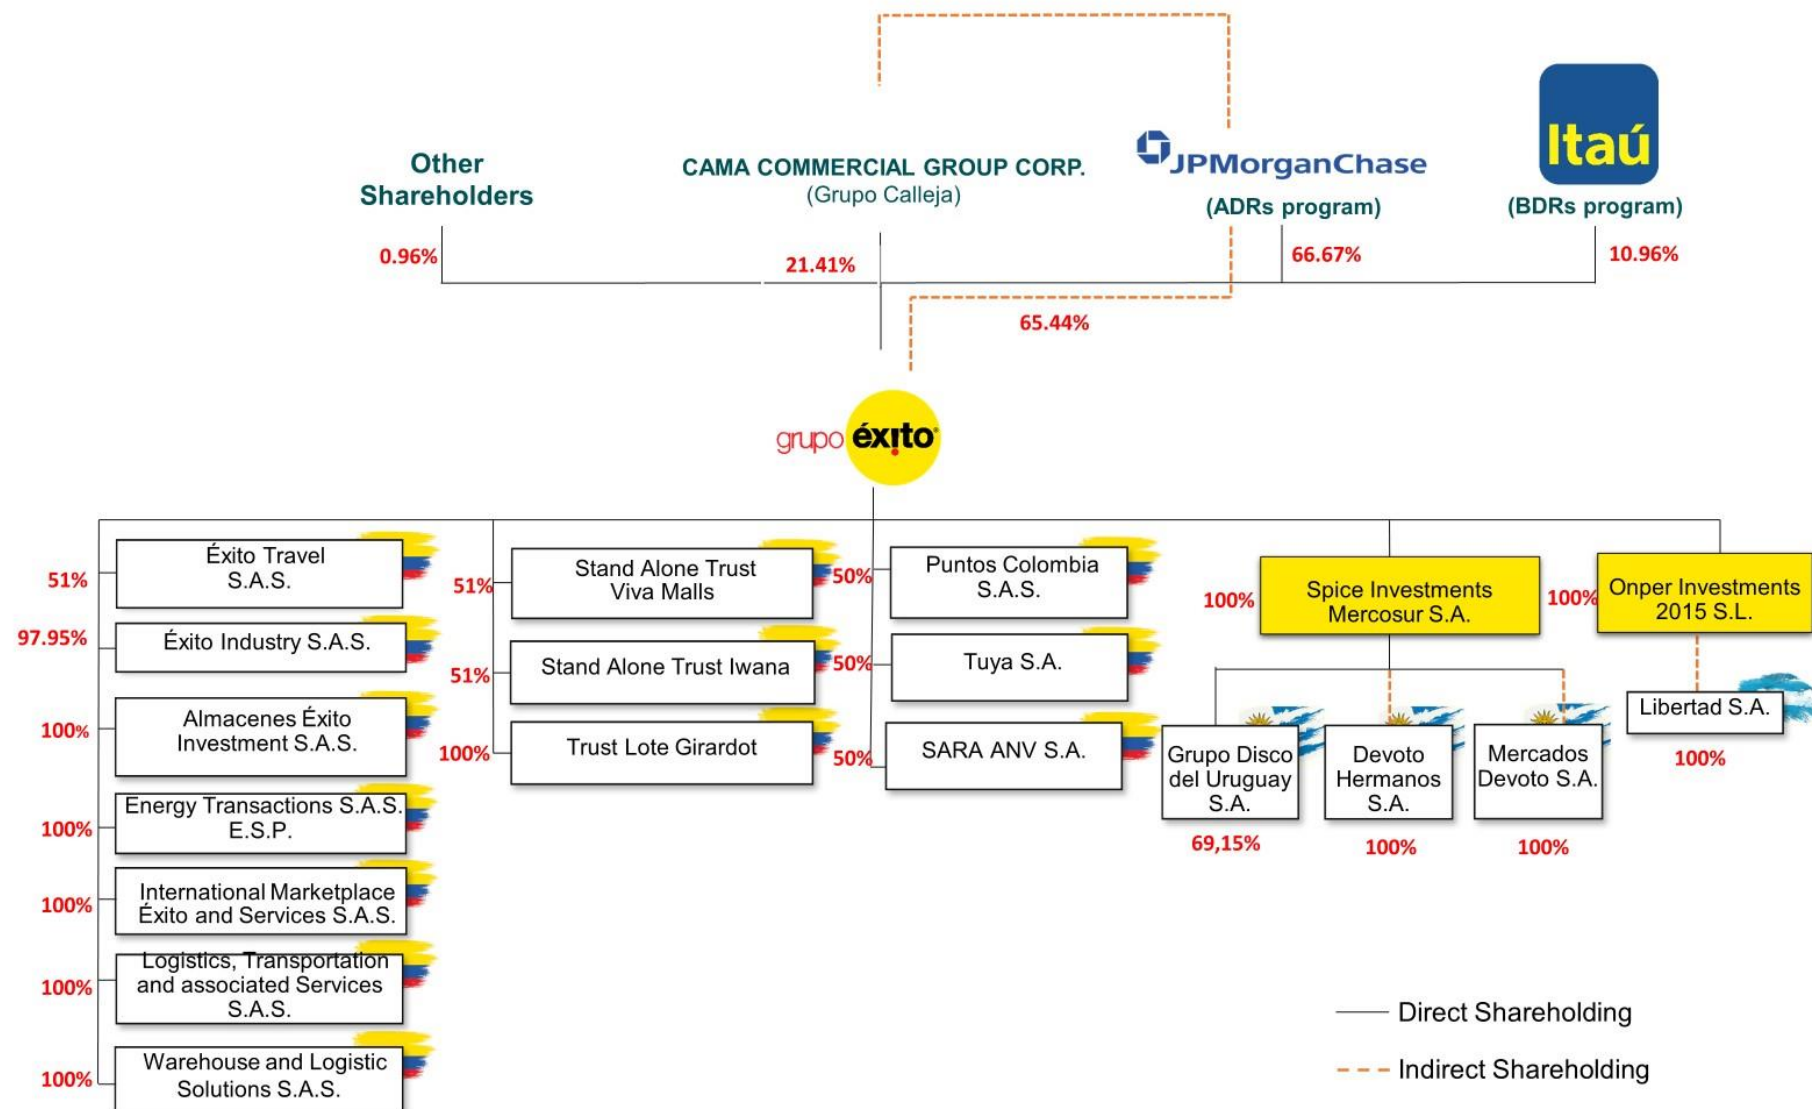 Other
Shareholders
CAMA COMMERCIAL GROUP CORP.
(Grupo Calleja)
JPMorganChase
(ADRs program)
Itaú
(BDRs program)
0.96%
21.41%
66.67%
10.96%
65.44%
grupo éxito
51%
Éxito Travel
S.A.S.
97.95%
Éxito Industry S.A.S.
100%
Almacenes Éxito
Investment S.A.S.
100%
Energy Transactions S.A.S.
E.S.P.
100%
International Marketplace
Éxito and Services S.A.S.
100%
Logistics, Transportation
and associated Services
S.A.S.
100%
Warehouse and Logistic
Solutions S.A.S.
51%
Stand Alone Trust
Viva Malls
51%
Stand Alone Trust Iwana
100%
Trust Lote Girardot
50%
Puntos Colombia
S.A.S.
50%
Tuya S.A.
50%
SARA ANV S.A.
100%
Spice Investments
Mercosur S.A.
Grupo Disco
del Uruguay
S.A.
69,15%
Devoto
Hermanos
S.A.
100%
Mercados
Devoto S.A.
100%
100%
Onper Investments
2015 S.L.
Libertad S.A.
100%
Direct Shareholding
Indirect Shareholding